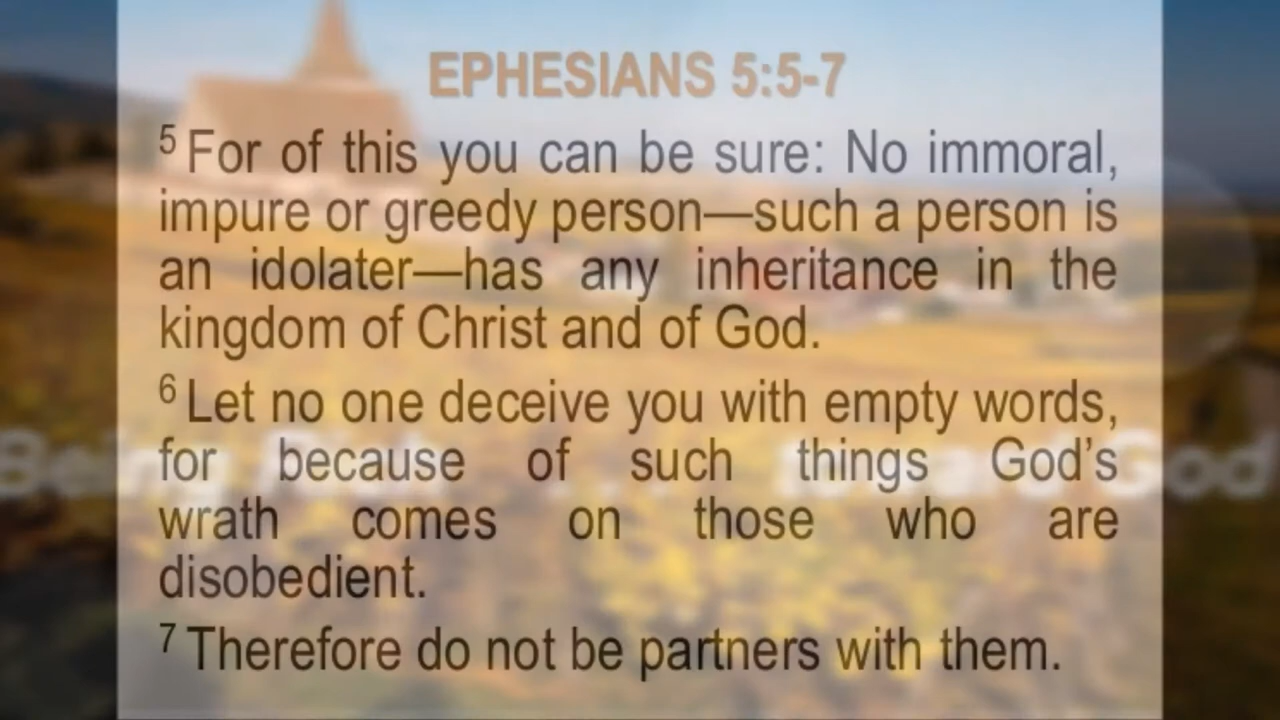 EPHESIANS 5:5-7
5 For of this you can be sure: No immoral,
impure or greedy person—such a person is
an idolater—has any inheritance in the
kingdom of Christ and of God.
6 Let no one deceive you with empty words,
for because of such things God's
wrath comes on those who are
disobedient.
7 Therefore do not be partners with them.
Being God